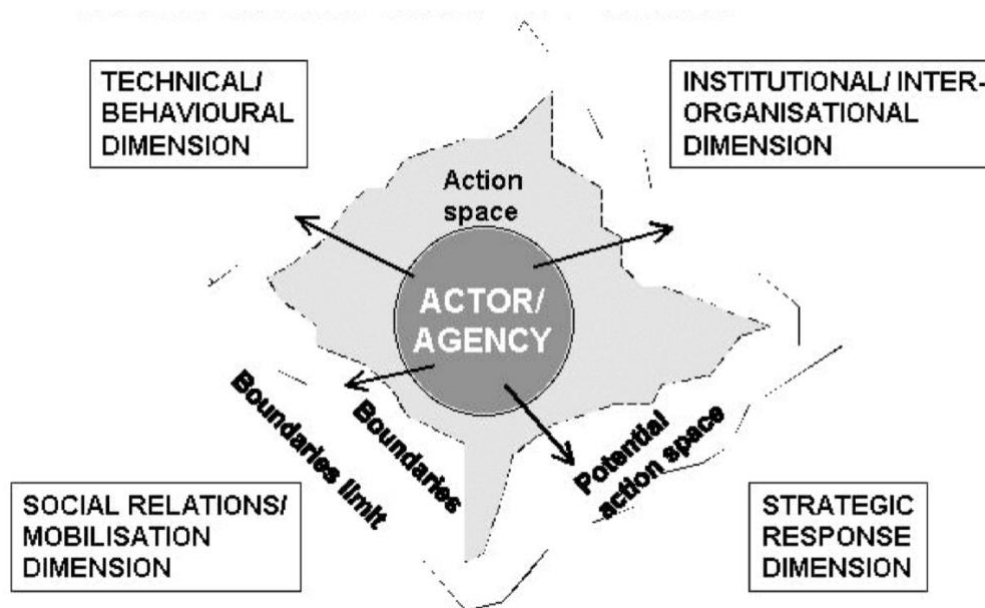 TECHNICAL/
BEHAVIOURAL
DIMENSION
INSTITUTIONAL/ INTER-
ORGANISATIONAL
DIMENSION
Action
space
ACTOR/
AGENCY
Boundaries limit
Boundaries
Potential
action space
SOCIAL RELATIONS/
MOBILISATION
DIMENSION
STRATEGIC
RESPONSE
DIMENSION